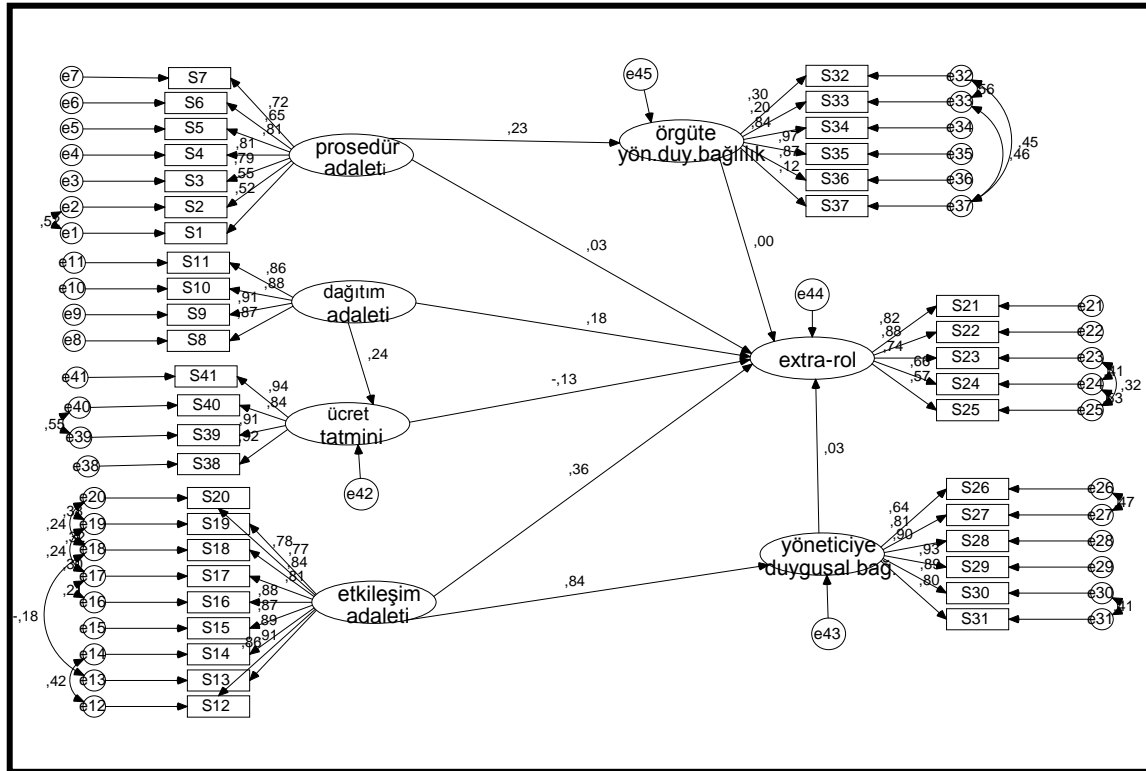 e7
S7
e6
S6
e5
S5
e4
S4
e3
S3
e2
S2
e1
S1
,72
,65
,81
,81
,79
,55
,52
prosedür
adaleti
,23
e45
örgüte
yön.duy.bağlılık
,30
,20
,84
,97
,87
,12
S32
S33
S34
S35
S36
S37
e32
e33
e34
e35
e36
e37
,56
,45
,46
,03
,00
e11
S11
e10
S10
e9
S9
e8
S8
,86
,88
,91
,87
dağıtım
adaleti
,18
,24
e44
extra-rol
,82
,88
,74
,66
,57
S21
S22
S23
S24
S25
e21
e22
e23
e24
e25
,41
,32
e41
S41
e40
S40
,55
e39
S39
e38
S38
,94
,84
,91
,92
ücret
tatmini
-,13
e42
,36
,03
e20
S20
e19
S19
e18
S18
e17
S17
e16
S16
e15
S15
e14
S14
e13
S13
e12
S12
,24
,24
-,18
,42
,78
,77
,84
,81
,88
,87
,89
,91
,86
etkileşim
adaleti
,84
yöneticiye
duygusal bağ.
e43
,64
,81
,90
,93
,89
,80
S26
S27
S28
S29
S30
S31
e26
e27
e28
e29
e30
e31
,47
,41